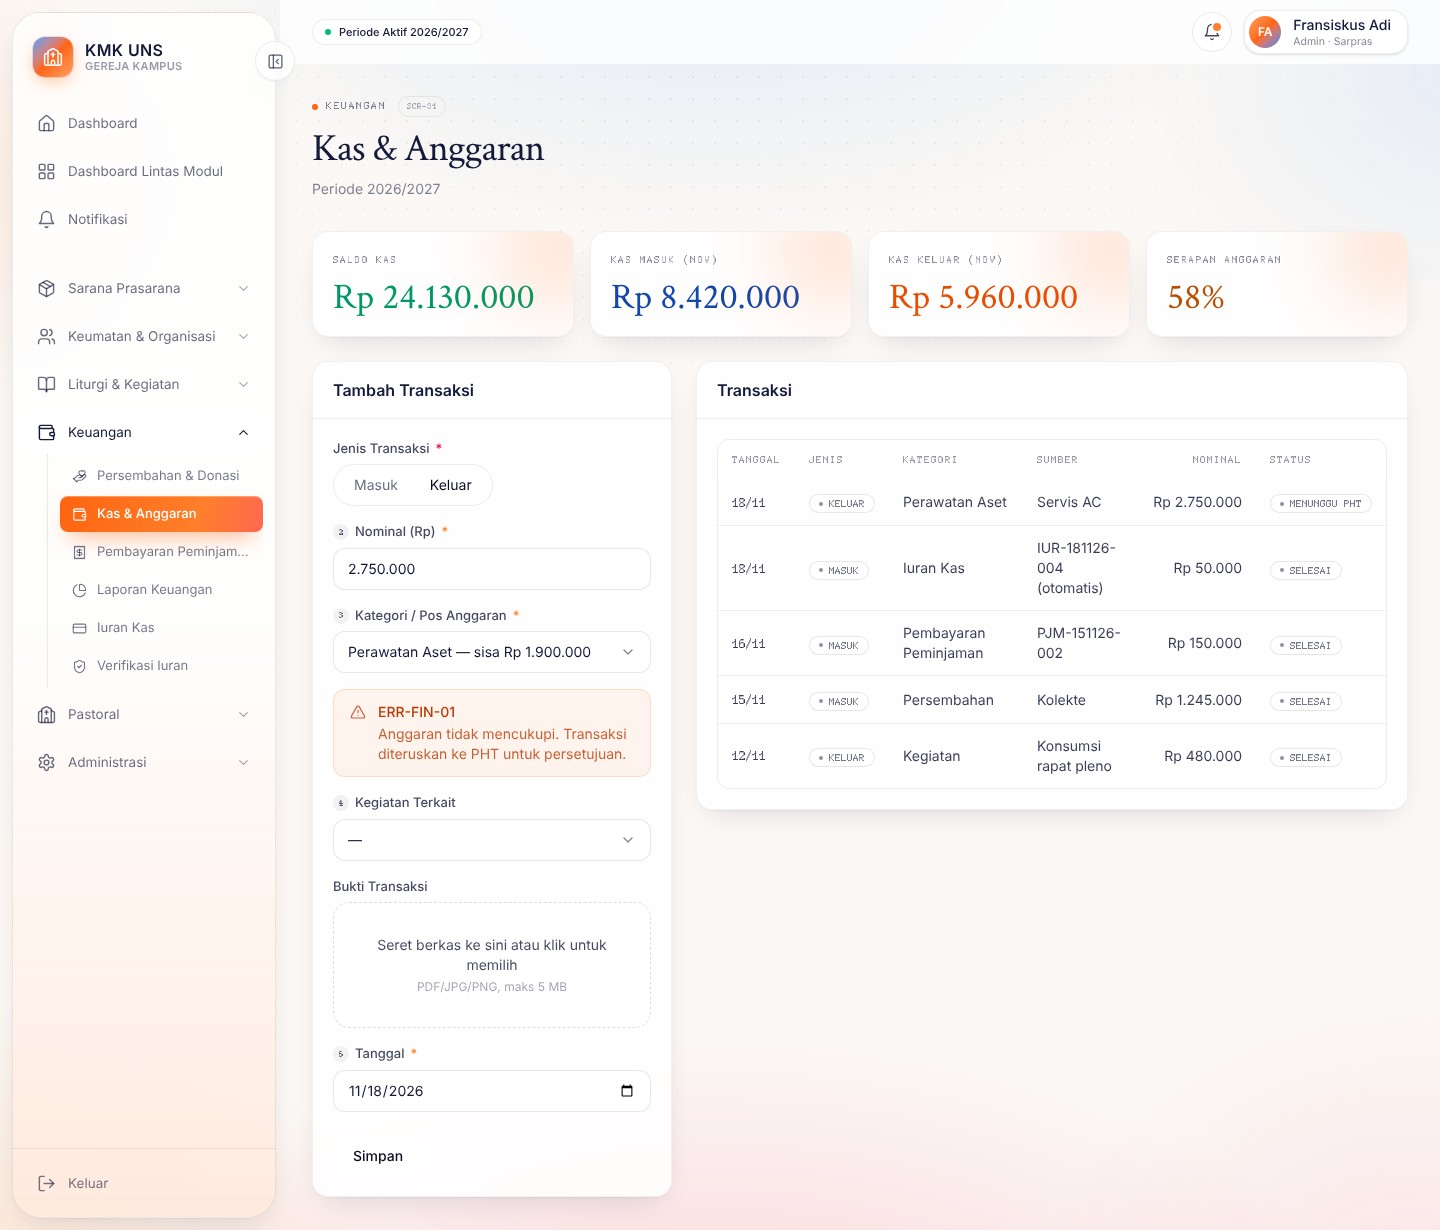 KMK UNS
GEREJA KAMPUS
Dashboard
Dashboard Lintas Modul
Notifikasi
Sarana Prasarana
Keumatan & Organisasi
Liturgi & Kegiatan
Keuangan
Persembahan & Donasi
Kas & Anggaran
Pembayaran Peminjam...
Laporan Keuangan
Iuran Kas
Verifikasi Iuran
Pastoral
Administrasi
Keluar
Periode Aktif 2026/2027
FA
Fransiskus Adi
Admin · Sarpras
KEUANGAN SCR-31
Kas & Anggaran
Periode 2026/2027
SALDO KAS
Rp 24.130.000
KAS MASUK (NOV)
Rp 8.420.000
KAS KELUAR (NOV)
Rp 5.960.000
SERAPAN ANGGARAN
58%
Tambah Transaksi
Jenis Transaksi *
Masuk Keluar
2 Nominal (Rp) *
2.750.000
3 Kategori / Pos Anggaran *
Perawatan Aset — sisa Rp 1.900.000
ERR-FIN-01
Anggaran tidak mencukupi. Transaksi
diteruskan ke PHT untuk persetujuan.
Kegiatan Terkait
—
Bukti Transaksi
Seret berkas ke sini atau klik untuk
memilih
PDF/JPG/PNG, maks 5 MB
5 Tanggal *
11/18/2026
Simpan
Transaksi
TANGGAL JENIS KATEGORI SUMBER NOMINAL STATUS
18/11 KELUAR Perawatan Aset Servis AC Rp 2.750.000 MENUNGGU PHT
18/11 MASUK Iuran Kas IUR-181126-
004
(otomatis) Rp 50.000 SELESAI
16/11 MASUK Pembayaran
Peminjaman PJM-151126-
002 Rp 150.000 SELESAI
15/11 MASUK Persembahan Kolekte Rp 1.245.000 SELESAI
12/11 KELUAR Kegiatan Konsumsi
rapat pleno Rp 480.000 SELESAI